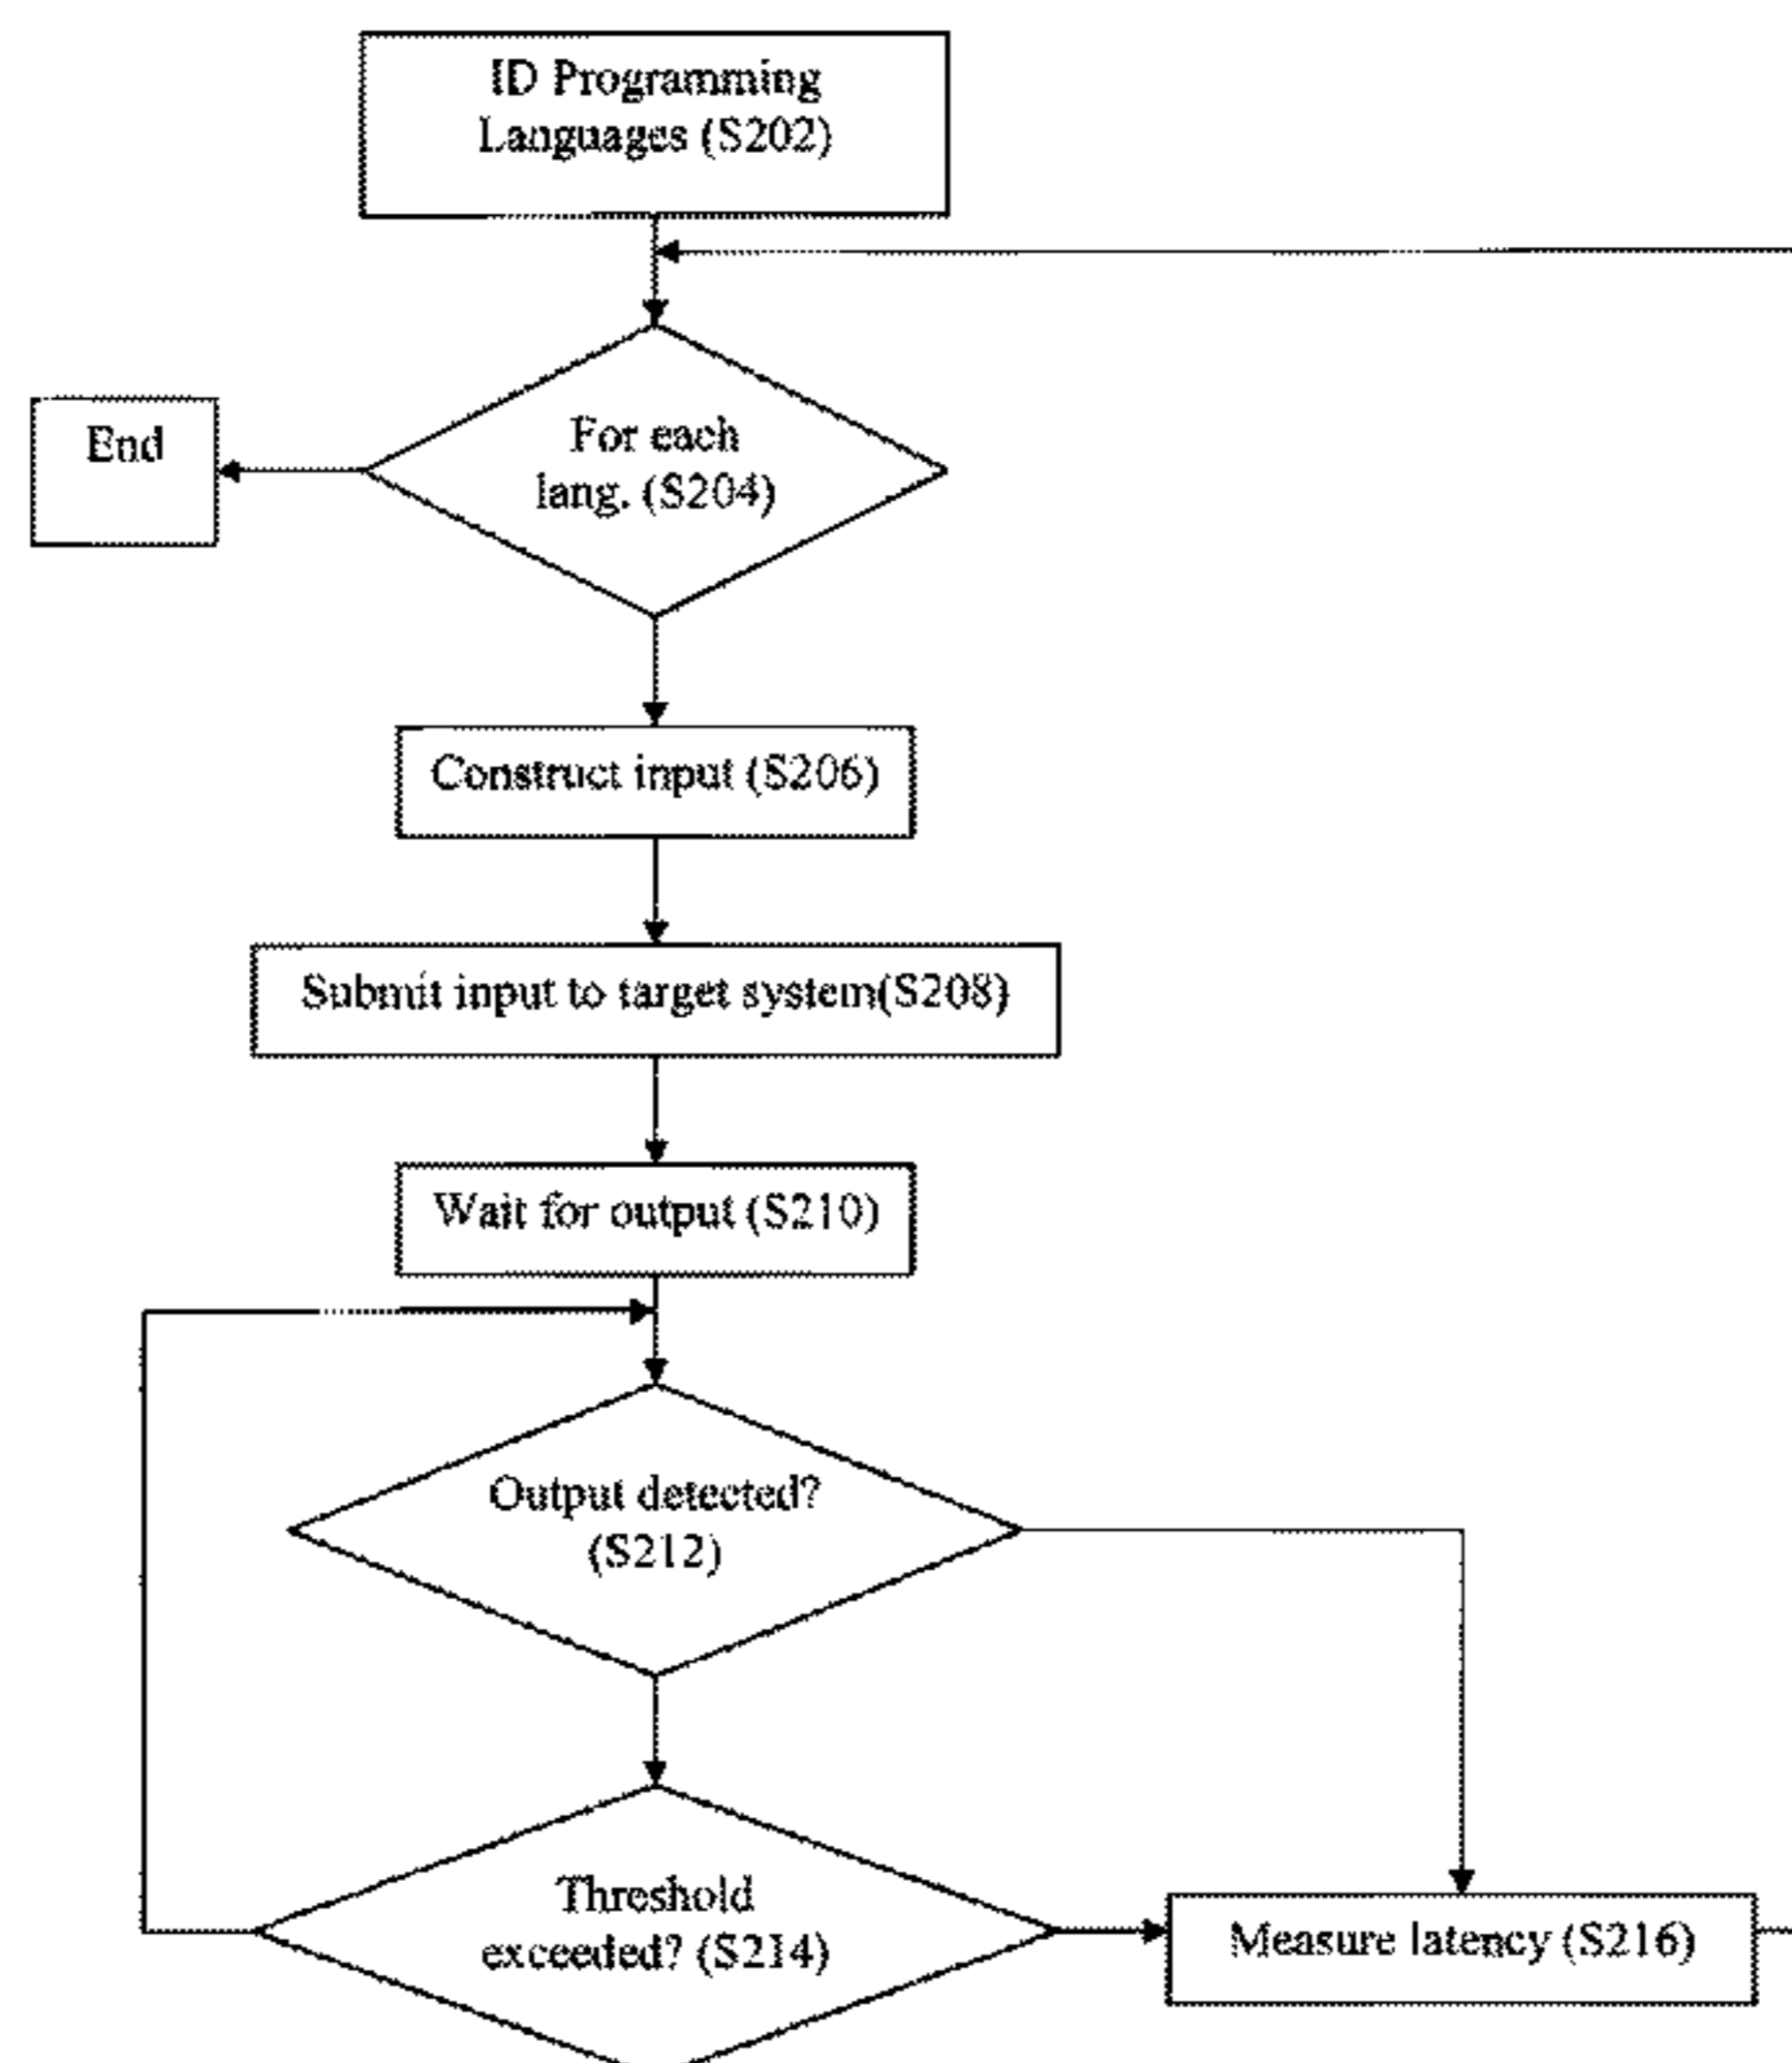 ID Programming
Languages (S202)
End
For each
lang. (S204)
Construct input (S206)
Submit input to target system(S208)
Wait for output (S210)
Output detected?
(S212)
Threshold
exceeded? (S214)
Measure latency (S216)